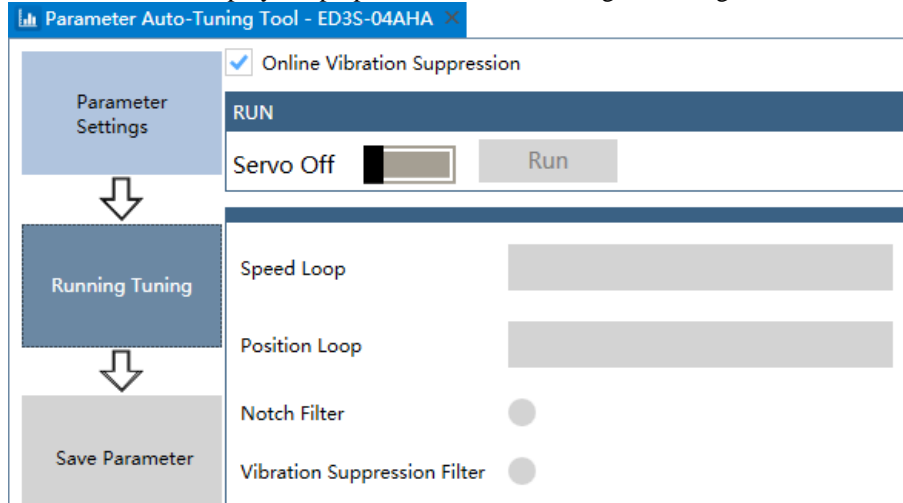 Parameter Auto-Tuning Tool - ED3S-04AHA
Online Vibration Suppression
Parameter
Settings
RUN
Servo Off
Run
Running Tuning
Speed Loop
Position Loop
Notch Filter
Save Parameter
Vibration Suppression Filter